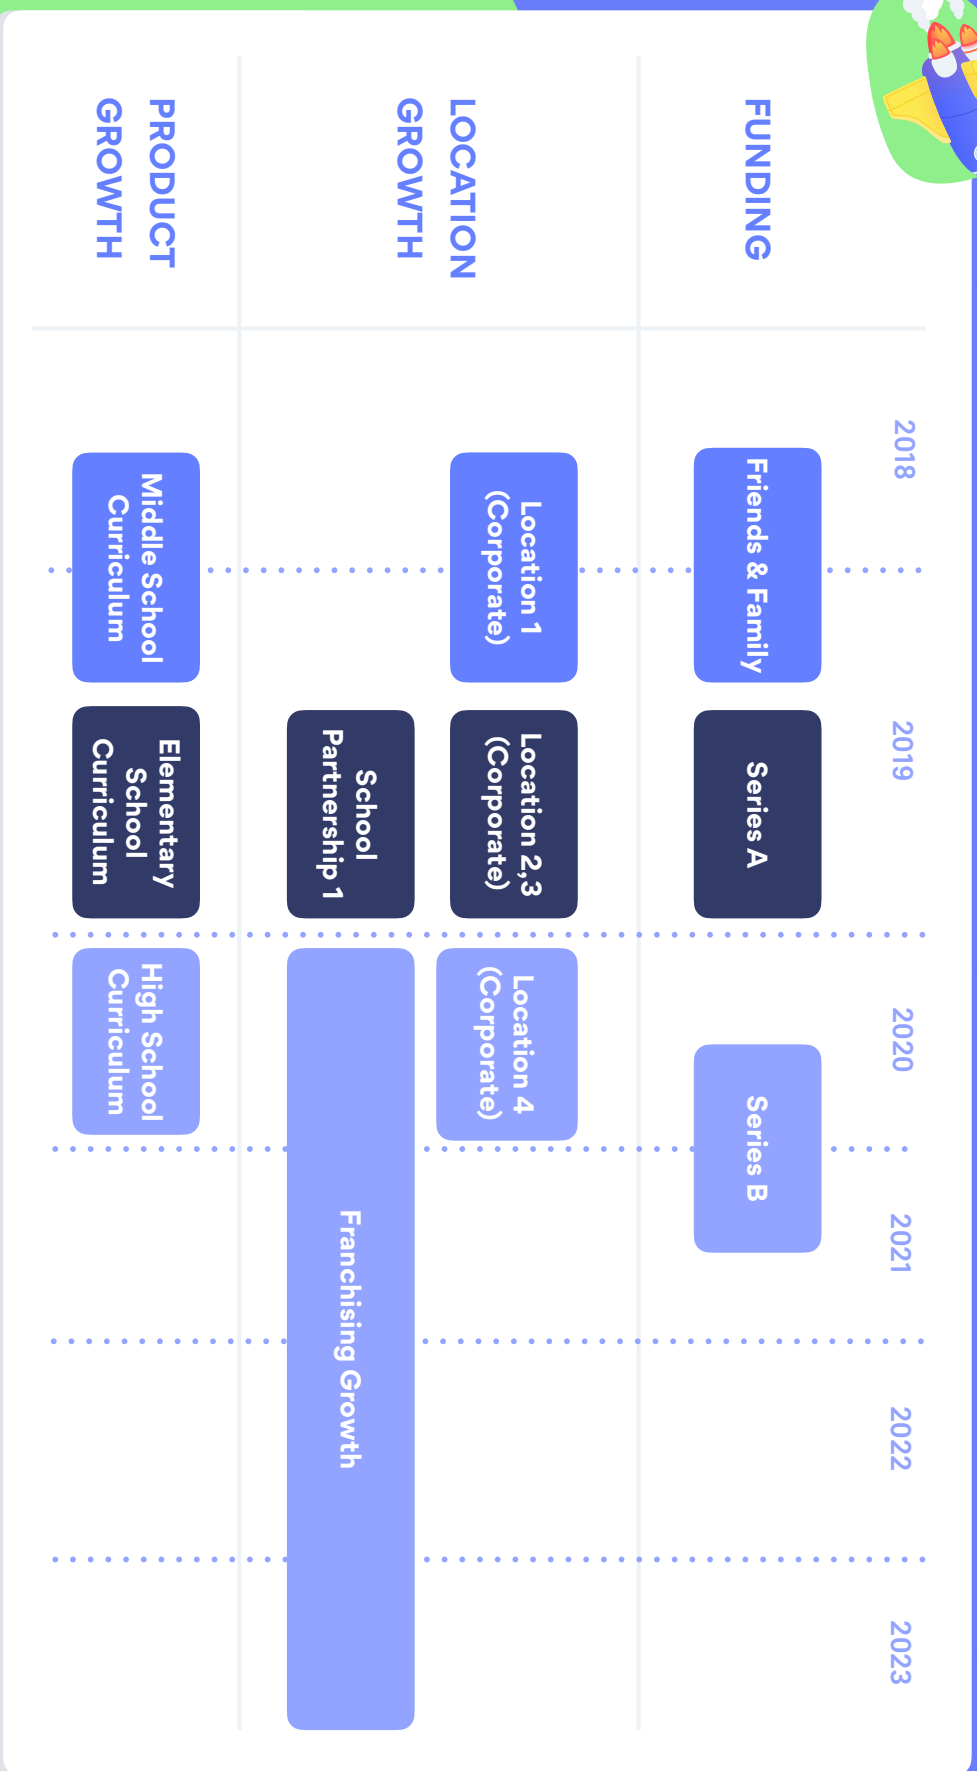 2018
2019
2020
2021
2022
2023
FUNDING
Friends & Family
Series A
Series B
LOCATION
GROWTH
Location 1
(Corporate)
Location 2,3
(Corporate)
Location 4
(Corporate)
School
Partnership 1
Franchising Growth
PRODUCT
GROWTH
Middle School
Curriculum
Elementary
School
Curriculum
High School
Curriculum